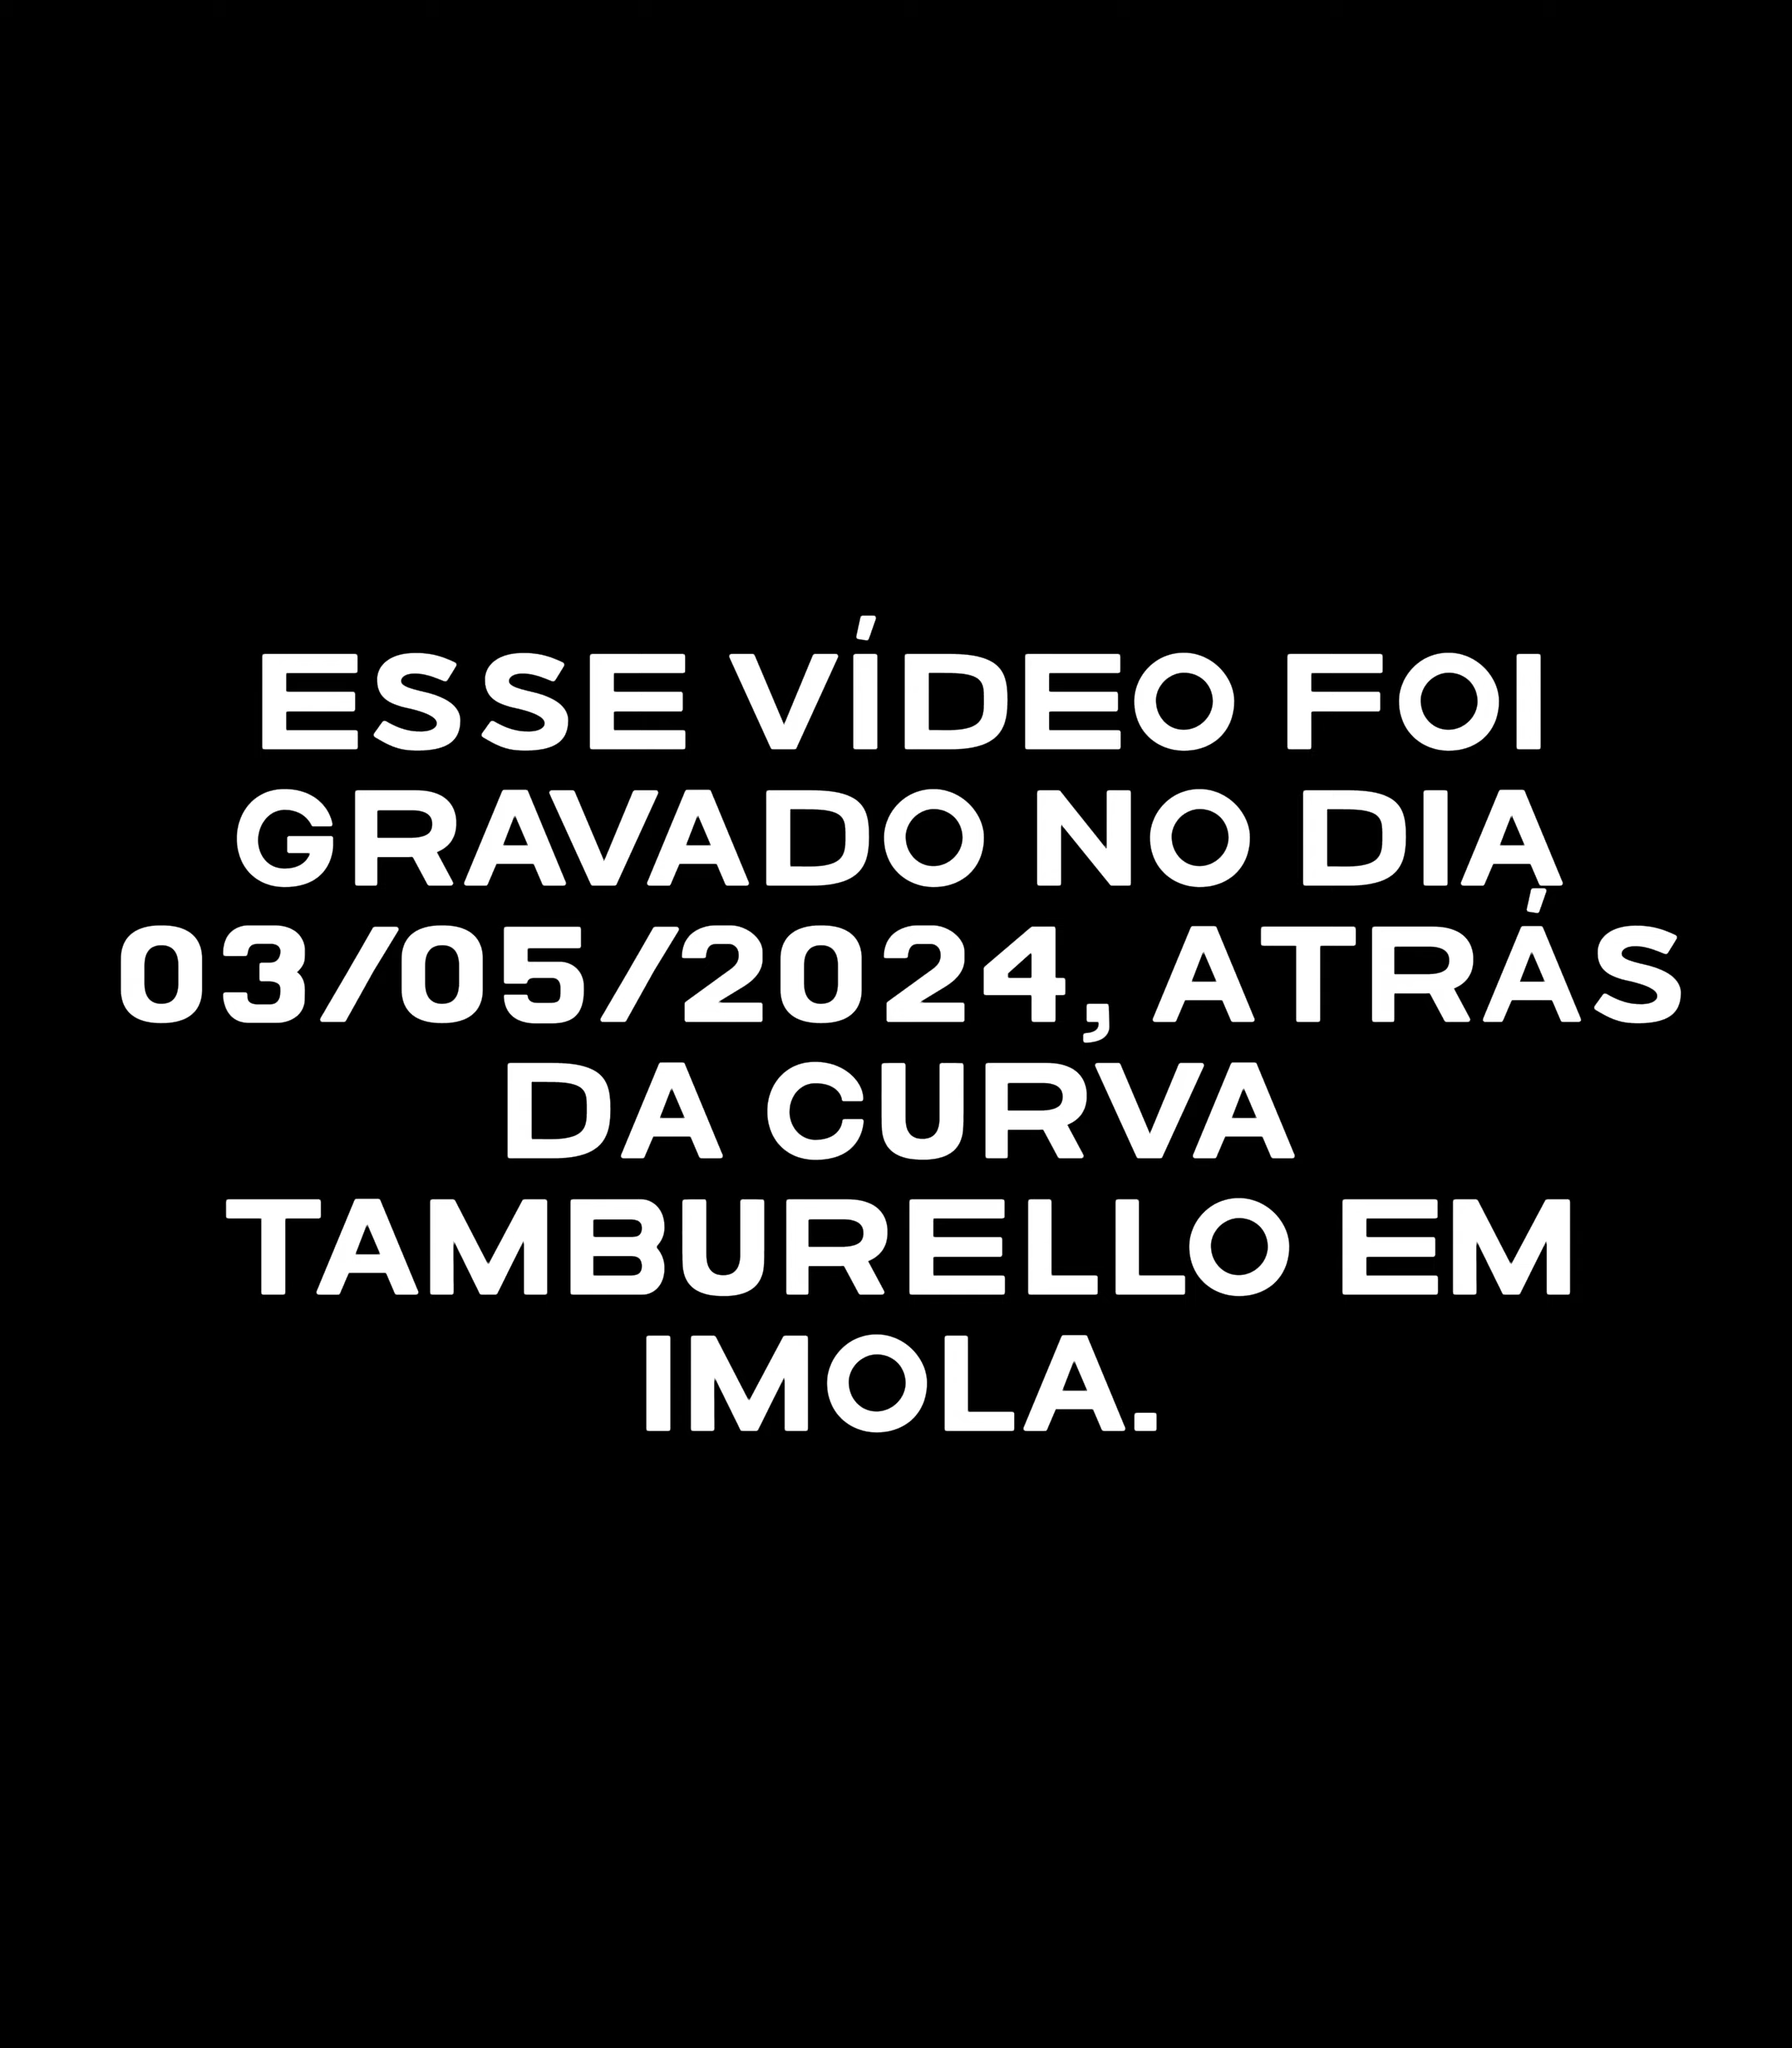 ESSE VÍDEO FOI
GRAVADO NO DIA
03/05/2024, ATRÁS
DA CURVA
TAMBURELLO EM
IMOLA.